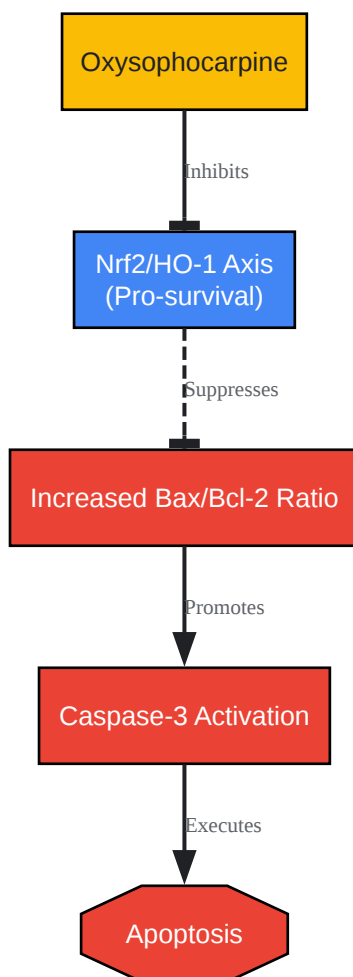 Oxysophocarpine
Inhibits
Nrf2/HO-1 Axis
(Pro-survival)
Suppresses
Increased Bax/Bcl-2 Ratio
Promotes
Caspase-3 Activation
Executes
Apoptosis